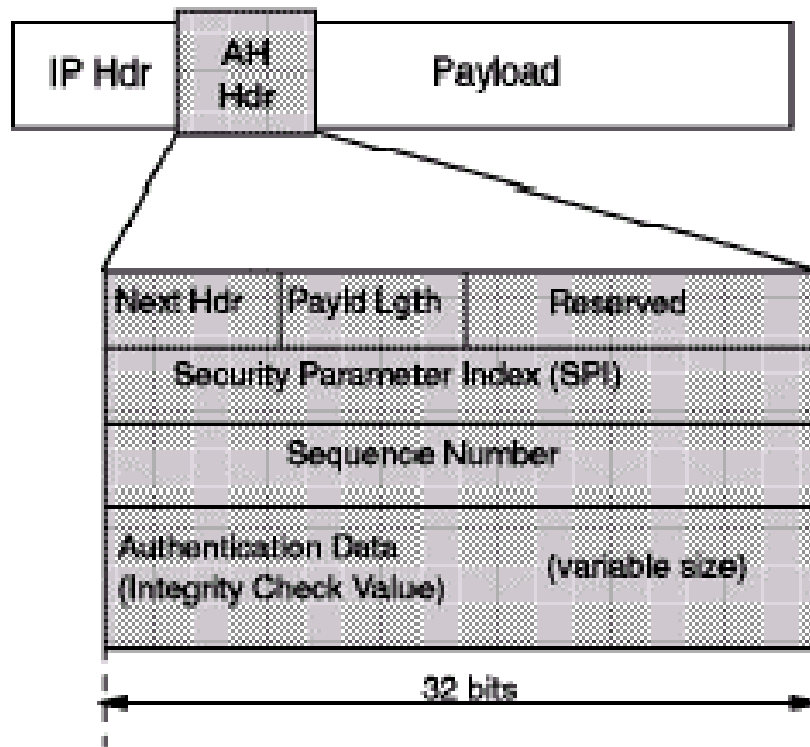 IP Hdr
AH
Hdr
Payload
Next Hdr
Payld Lgth
Reserved
Security Parameter Index (SPI)
Sequence Number
Authentication Data
(Integrity Check Value)
(variable size)
32 bits